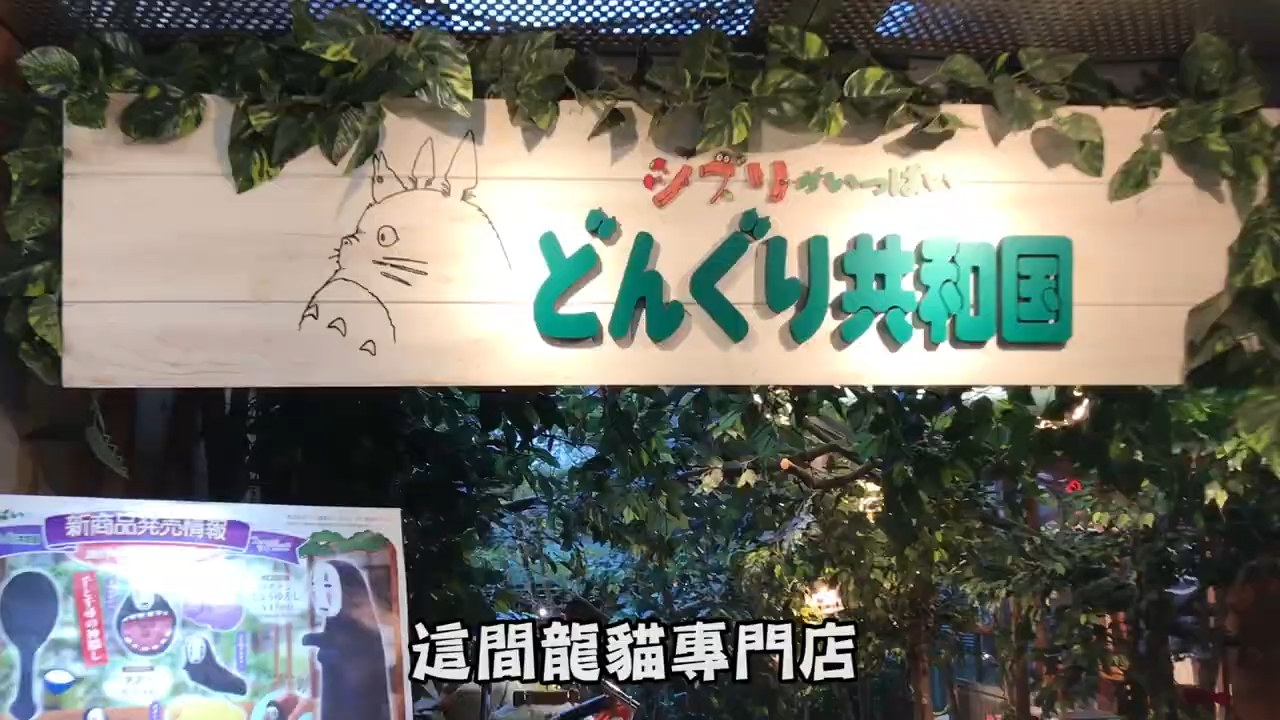 ジブリがいっぱい
どんぐり共和国
新商品発売情報
這間龍貓專門店